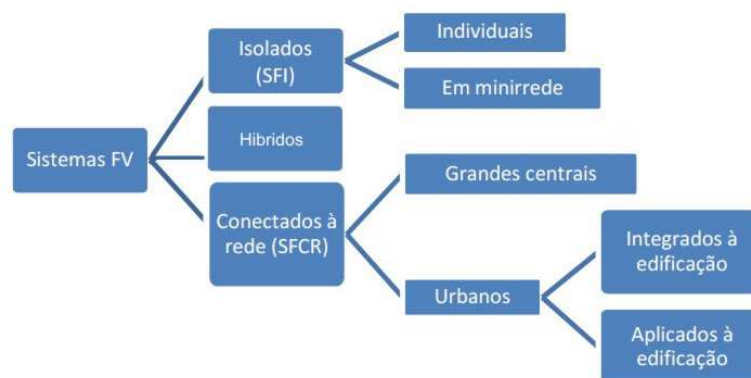 Sistemas FV
Isolados
(SFI)
Individuais
Em minirrede
Hibridos
Conectados à
rede (SFCR)
Grandes centrais
Urbanos
Integrados à
edificação
Aplicados à
edificação